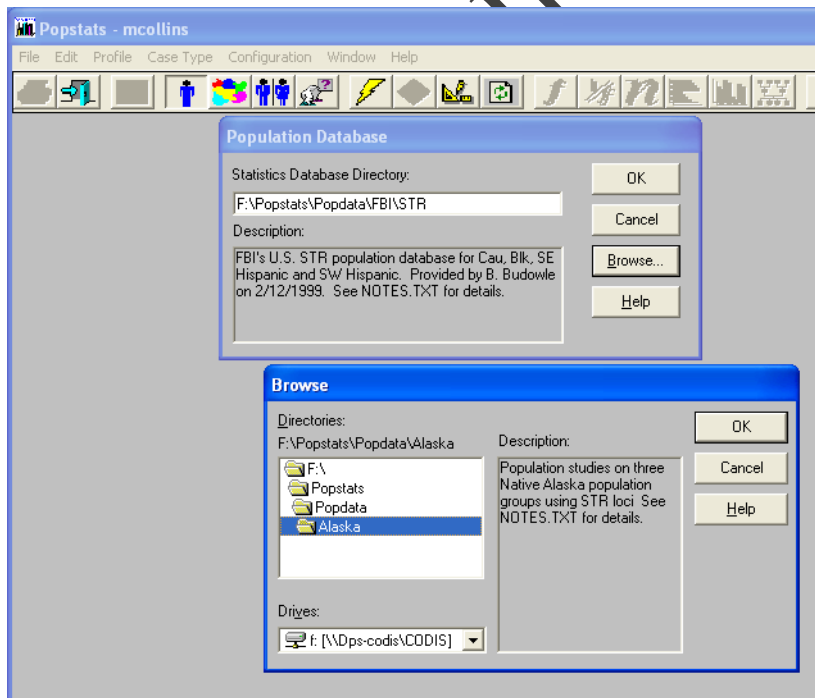 Popstats - mcollins
File Edit Profile Case Type Configuration Window Help
Population Database
Statistics Database Directory:
F:\Popstats\Popdata\FBI\STR
Description:
FBI's U.S. STR population database for Cau, Blk, SE
Hispanic and SW Hispanic. Provided by B. Budowle
on 2/12/1999. See NOTES.TXT for details.
OK
Cancel
Browse...
Help
Browse
Directories:
F:\Popstats\Popdata\Alaska
F:\
Popstats
Popdata
Alaska
Drives:
f: [\\Dps-codis\CODIS]
Description:
Population studies on three
Native Alaska population
groups using STR loci See
NOTES.TXT for details.
OK
Cancel
Help